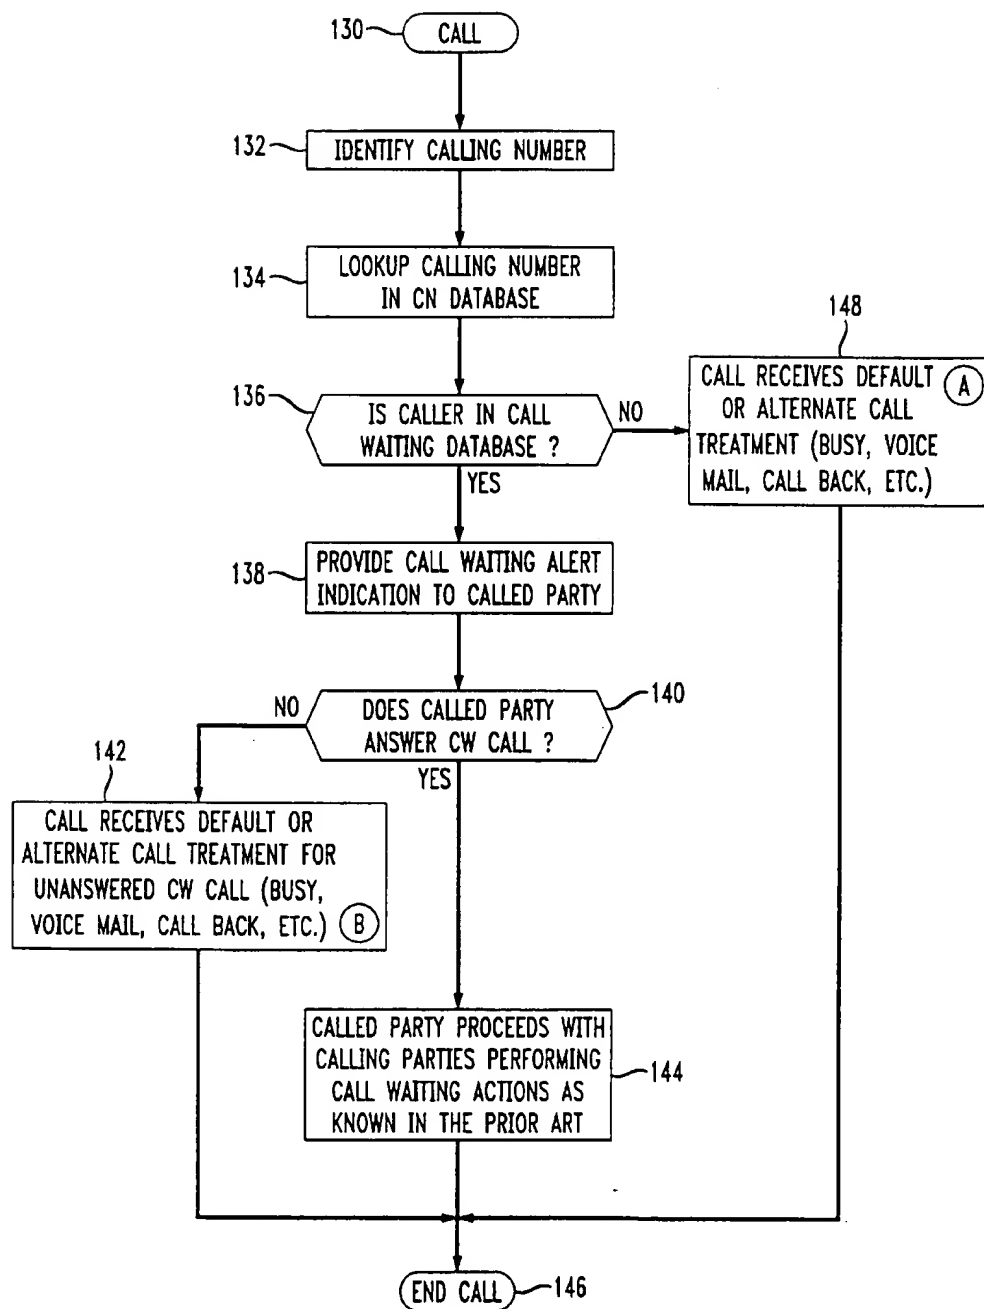 130
CALL
132
IDENTIFY CALLING NUMBER
134
LOOKUP CALLING NUMBER
IN CN DATABASE
136
IS CALLER IN CALL
WAITING DATABASE ?
NO
YES
148
CALL RECEIVES DEFAULT
OR ALTERNATE CALL
TREATMENT (BUSY, VOICE
MAIL, CALL BACK, ETC.)
A
138
PROVIDE CALL WAITING ALERT
INDICATION TO CALLED PARTY
140
DOES CALLED PARTY
ANSWER CW CALL ?
NO
YES
142
CALL RECEIVES DEFAULT OR
ALTERNATE CALL TREATMENT FOR
UNANSWERED CW CALL (BUSY,
VOICE MAIL, CALL BACK, ETC.)
B
CALLED PARTY PROCEEDS WITH
CALLING PARTIES PERFORMING
CALL WAITING ACTIONS AS
KNOWN IN THE PRIOR ART
144
END CALL
146